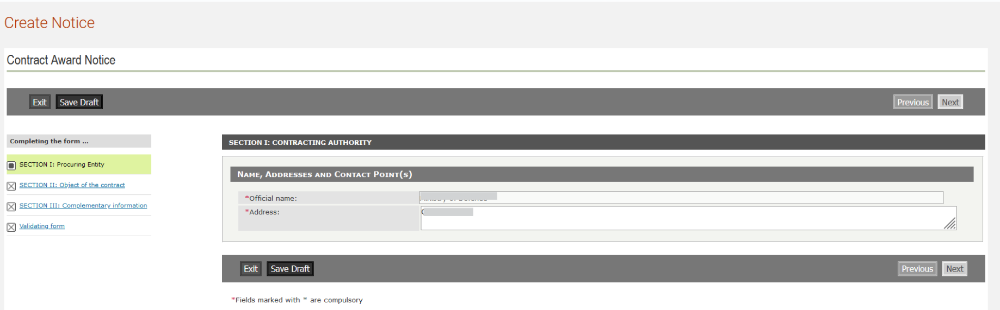 Create Notice
Contract Award Notice
Exit Save Draft Previous Next
Completing the form ...
SECTION I: Procuring Entity
SECTION II: Object of the contract
SECTION III: Complementary information
Validating form
SECTION I: CONTRACTING AUTHORITY
Name, Addresses and Contact Point(s)
*Official name:
*Address:
Exit Save Draft Previous Next
*Fields marked with * are compulsory